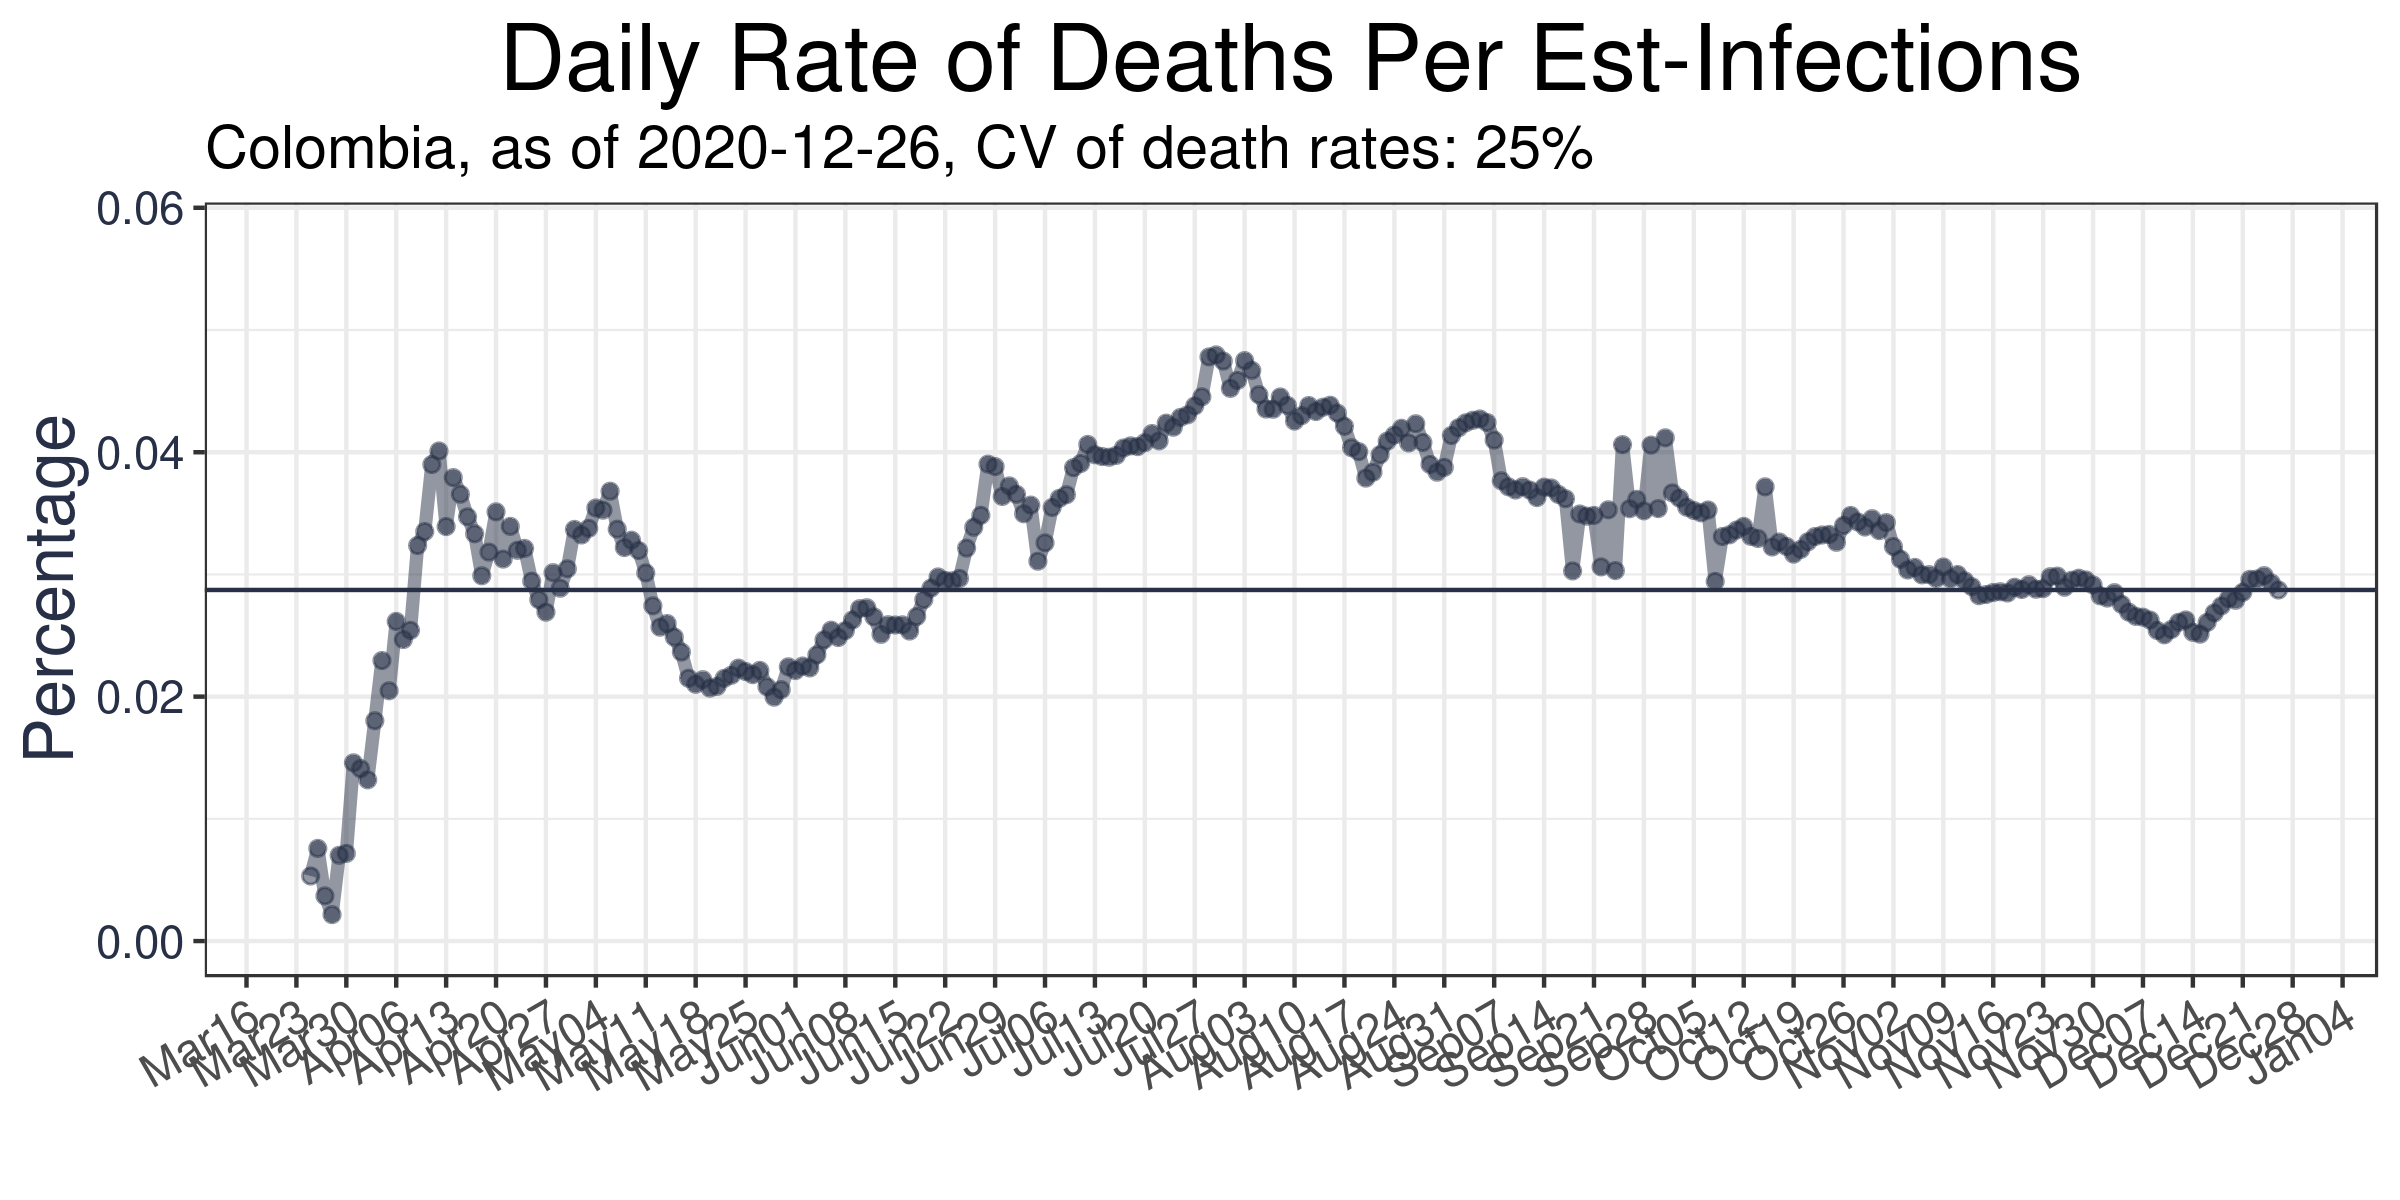 Daily Rate of Deaths Per Est-Infections
Colombia, as of 2020-12-26, CV of death rates: 25%
Percentage
0.06
0.04
0.02
0.00
Mar16
Mar23
Mar30
Apr06
Apr13
Apr20
Apr27
May04
May11
May18
May25
Jun01
Jun08
Jun15
Jun22
Jun29
Jul06
Jul13
Jul20
Jul27
Aug03
Aug10
Aug17
Aug24
Aug31
Sep07
Sep14
Sep21
Sep28
Oct05
Oct12
Oct19
Oct26
Nov02
Nov09
Nov16
Nov23
Nov30
Dec07
Dec14
Dec21
Dec28
Jan04